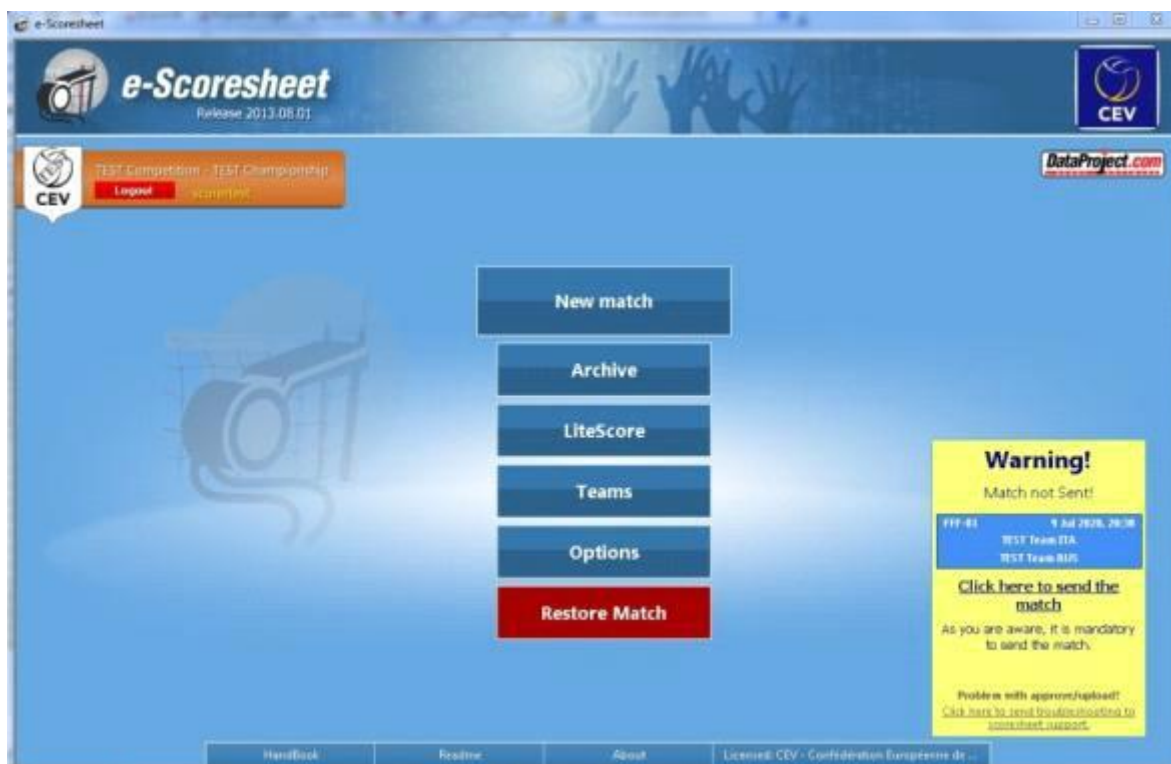 e-Scoresheet
e-Scoresheet
Release 2013.08.01
CEV
CEV
TEST Competition - TEST Championship
Logout
scorertest
DataProject.com
New match
Archive
LiteScore
Teams
Options
Restore Match
Warning!
Match not Sent!
FFF-03 9 Jul 2020, 20:30
TEST Team ITA
TEST Team RUS
Click here to send the
match
As you are aware, it is mandatory
to send the match.
Problem with approve/upload?
Click here to send troubleshooting to
scoresheet support.
HandBook Readme About Licensed: CEV - Confédération Européenne de ...